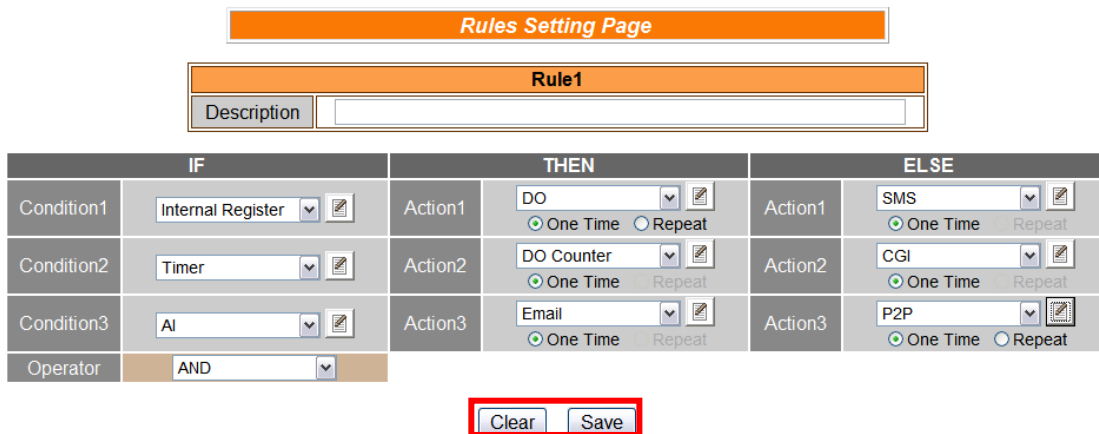 Rules Setting Page
Rule1
Description
IF THEN ELSE
Condition1 Internal Register Action1 DO Action1 SMS
One Time Repeat One Time Repeat
Condition2 Timer Action2 DO Counter Action2 CGI
One Time Repeat One Time Repeat
Condition3 AI Action3 Email Action3 P2P
One Time Repeat One Time Repeat
Operator AND
Clear Save